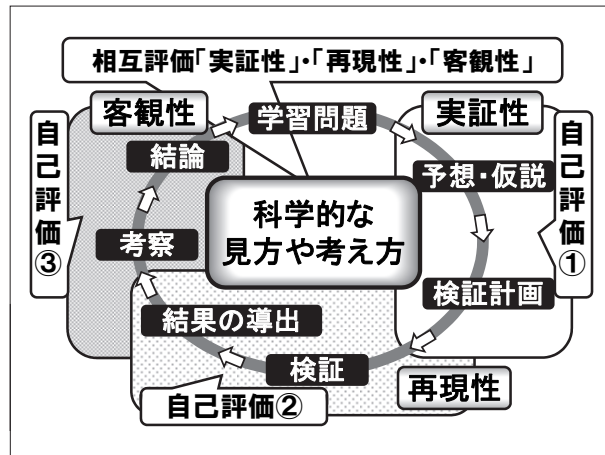 相互評価「実証性」・「再現性」・「客観性」
客観性
学習問題
実証性
自己評価③
結論
予想・仮説
自己評価①
科学的な
見方や考え方
考察
検証計画
結果の導出
検証
再現性
自己評価②